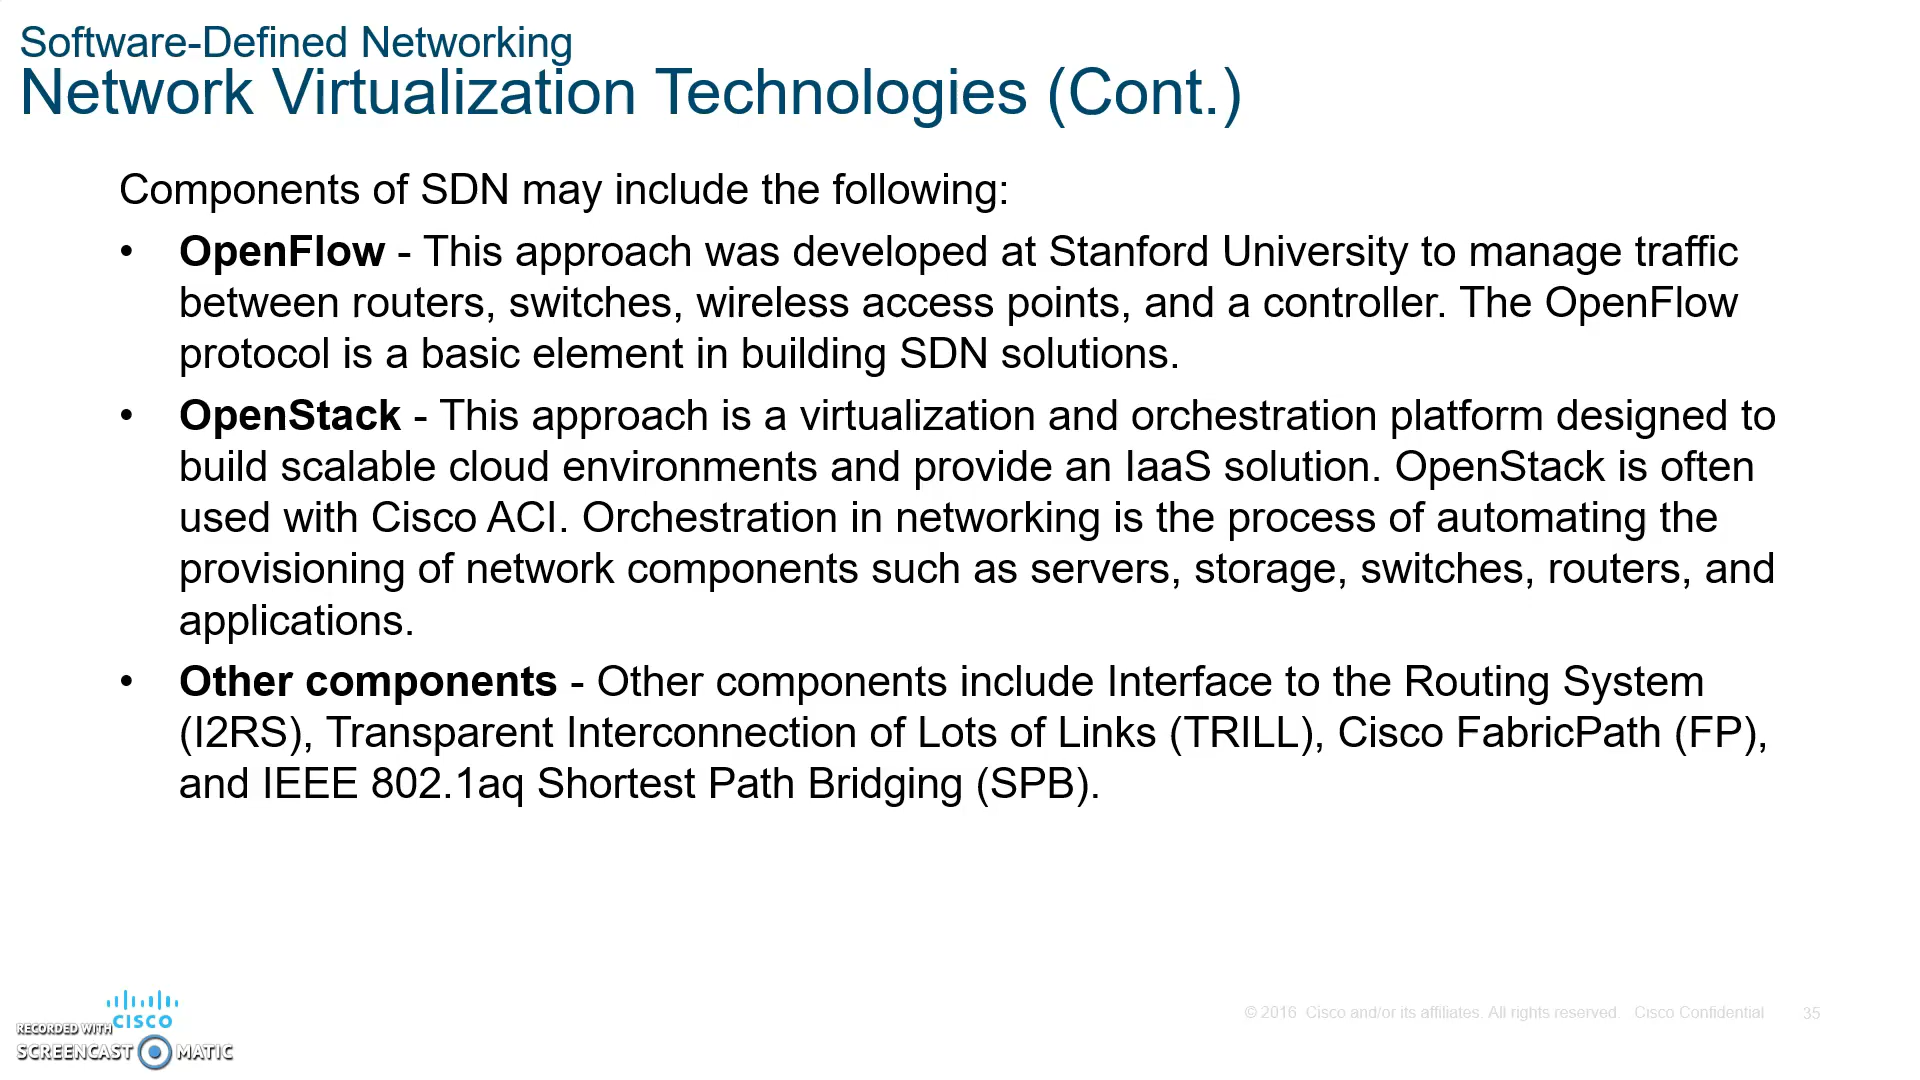 Software-Defined Networking
Network Virtualization Technologies (Cont.)
Components of SDN may include the following:
• OpenFlow - This approach was developed at Stanford University to manage traffic
between routers, switches, wireless access points, and a controller. The OpenFlow
protocol is a basic element in building SDN solutions.
• OpenStack - This approach is a virtualization and orchestration platform designed to
build scalable cloud environments and provide an IaaS solution. OpenStack is often
used with Cisco ACI. Orchestration in networking is the process of automating the
provisioning of network components such as servers, storage, switches, routers, and
applications.
• Other components - Other components include Interface to the Routing System
(I2RS), Transparent Interconnection of Lots of Links (TRILL), Cisco FabricPath (FP),
and IEEE 802.1aq Shortest Path Bridging (SPB).
© 2016 Cisco and/or its affiliates. All rights reserved. Cisco Confidential 35
CISCO
RECORDED WITH
SCREENCAST MATIC